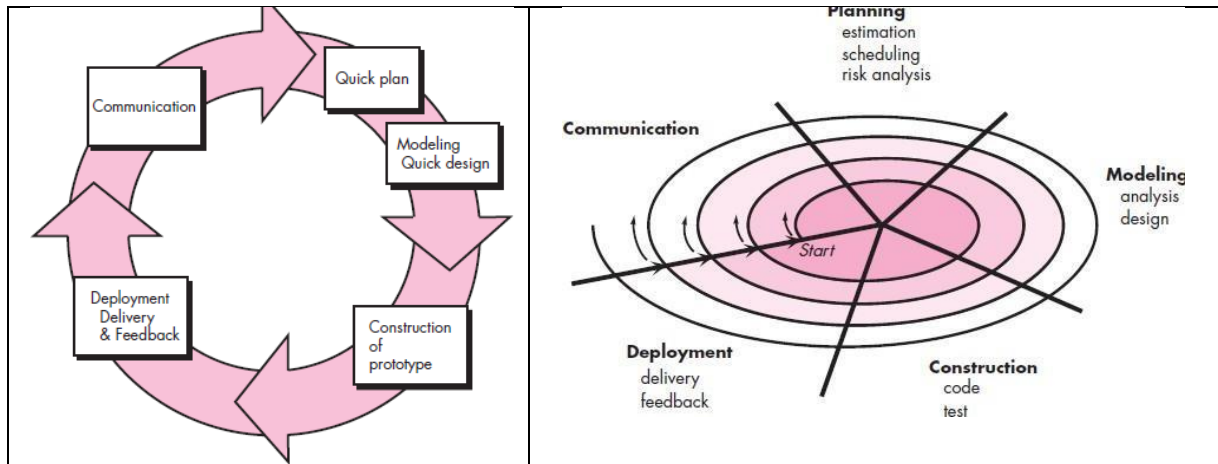 Communication
Quick plan
Modeling
Quick design
Construction
of
prototype
Deployment
Delivery
& Feedback
Planning
estimation
scheduling
risk analysis
Communication
Modeling
analysis
design
Start
Deployment
delivery
feedback
Construction
code
test